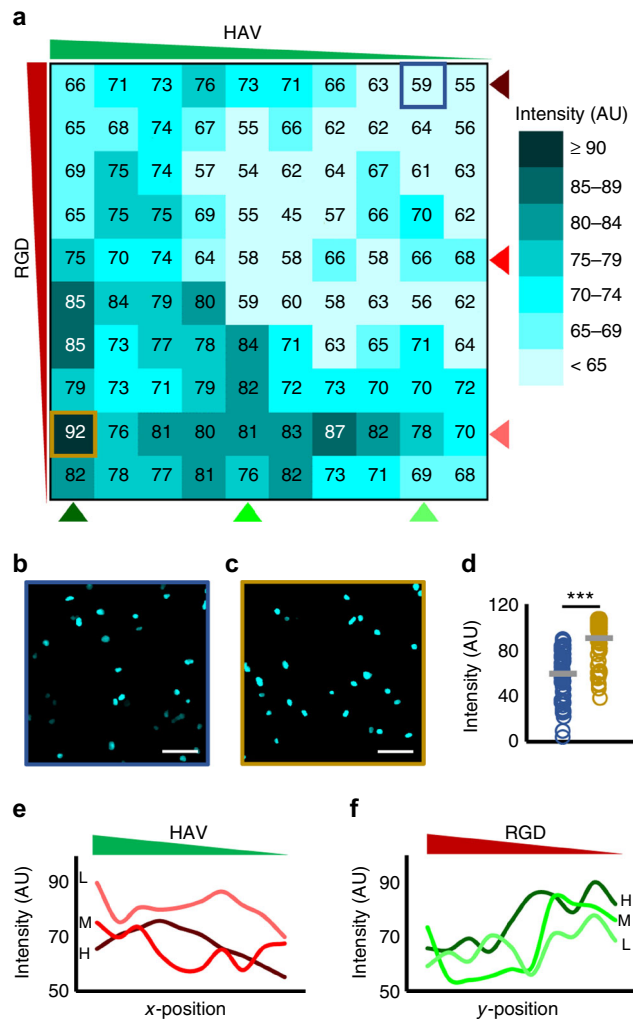 a
HAV
RGD
66 71 73 76 73 71 66 63 59 55
65 68 74 67 55 66 62 62 64 56
69 75 74 57 54 62 64 67 61 63
65 75 75 69 55 45 57 66 70 62
75 70 74 64 58 58 66 58 66 68
85 84 79 80 59 60 58 63 56 62
85 73 77 78 84 71 63 65 71 64
79 73 71 79 82 72 73 70 70 72
92 76 81 80 81 83 87 82 78 70
82 78 77 81 76 82 73 71 69 68
Intensity (AU)
≥ 90
85–89
80–84
75–79
70–74
65–69
< 65
b
c
d
***
Intensity (AU)
120
80
40
0
e
HAV
Intensity (AU)
90
70
50
L
M
H
x-position
f
RGD
Intensity (AU)
90
70
50
H
M
L
y-position